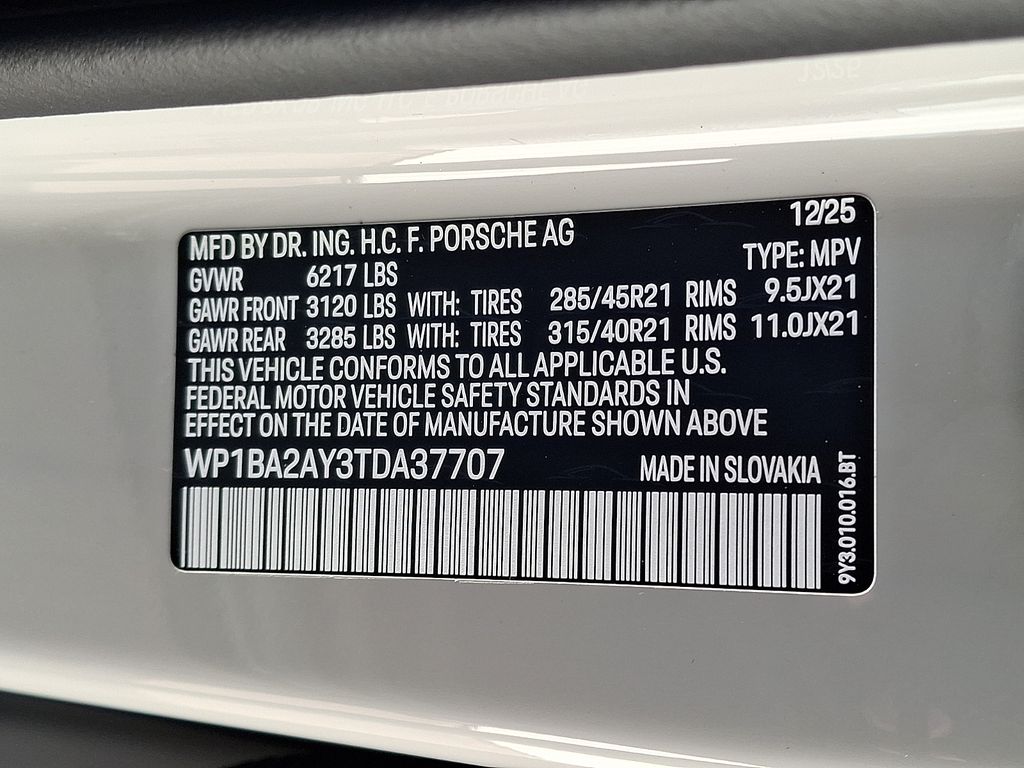 12/25
MFD BY DR. ING. H.C. F. PORSCHE AG
TYPE: MPV
GVWR 6217 LBS
GAWR FRONT 3120 LBS WITH: TIRES 285/45R21 RIMS 9.5JX21
GAWR REAR 3285 LBS WITH: TIRES 315/40R21 RIMS 11.0JX21
THIS VEHICLE CONFORMS TO ALL APPLICABLE U.S.
FEDERAL MOTOR VEHICLE SAFETY STANDARDS IN
EFFECT ON THE DATE OF MANUFACTURE SHOWN ABOVE
WP1BA2AY3TDA37707 MADE IN SLOVAKIA
9Y3.010.016.BT